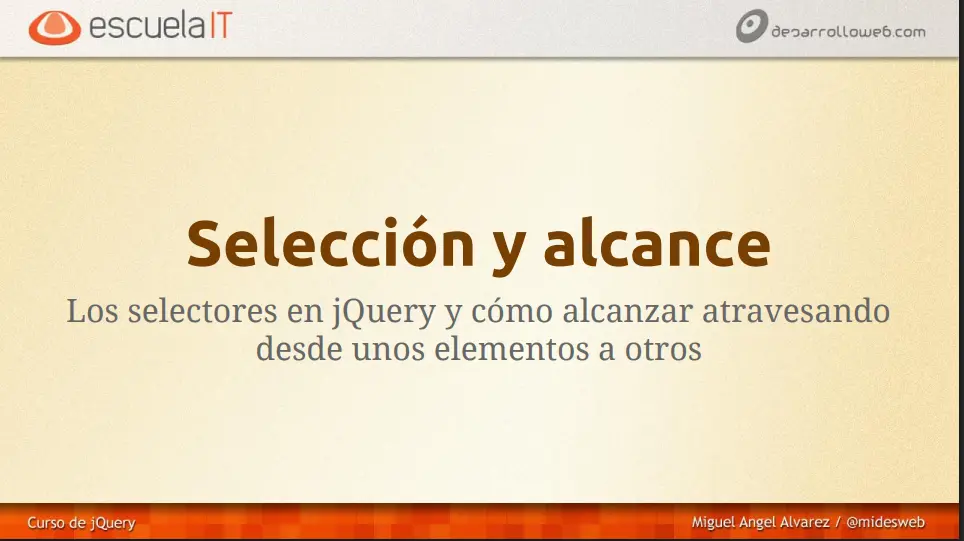 escuelaIT
desarrolloweb.com
Selección y alcance
Los selectores en jQuery y cómo alcanzar atravesando
desde unos elementos a otros
Curso de jQuery
Miguel Angel Alvarez / @midesweb